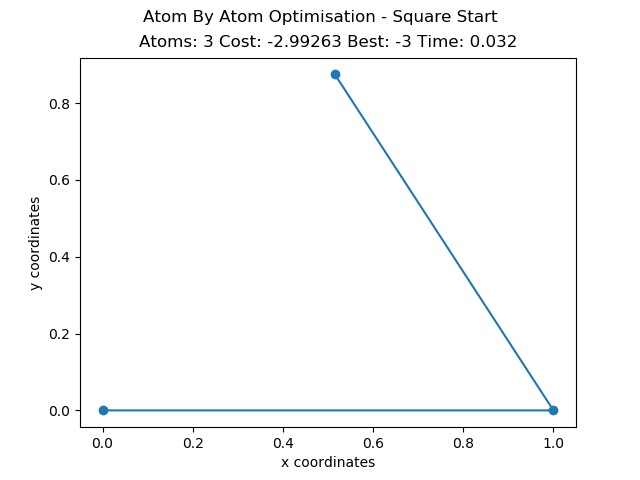 Atom By Atom Optimisation - Square Start
Atoms: 3 Cost: -2.99263 Best: -3 Time: 0.032
0.8
0.6
0.4
0.2
0.0
y coordinates
0.0 0.2 0.4 0.6 0.8 1.0
x coordinates